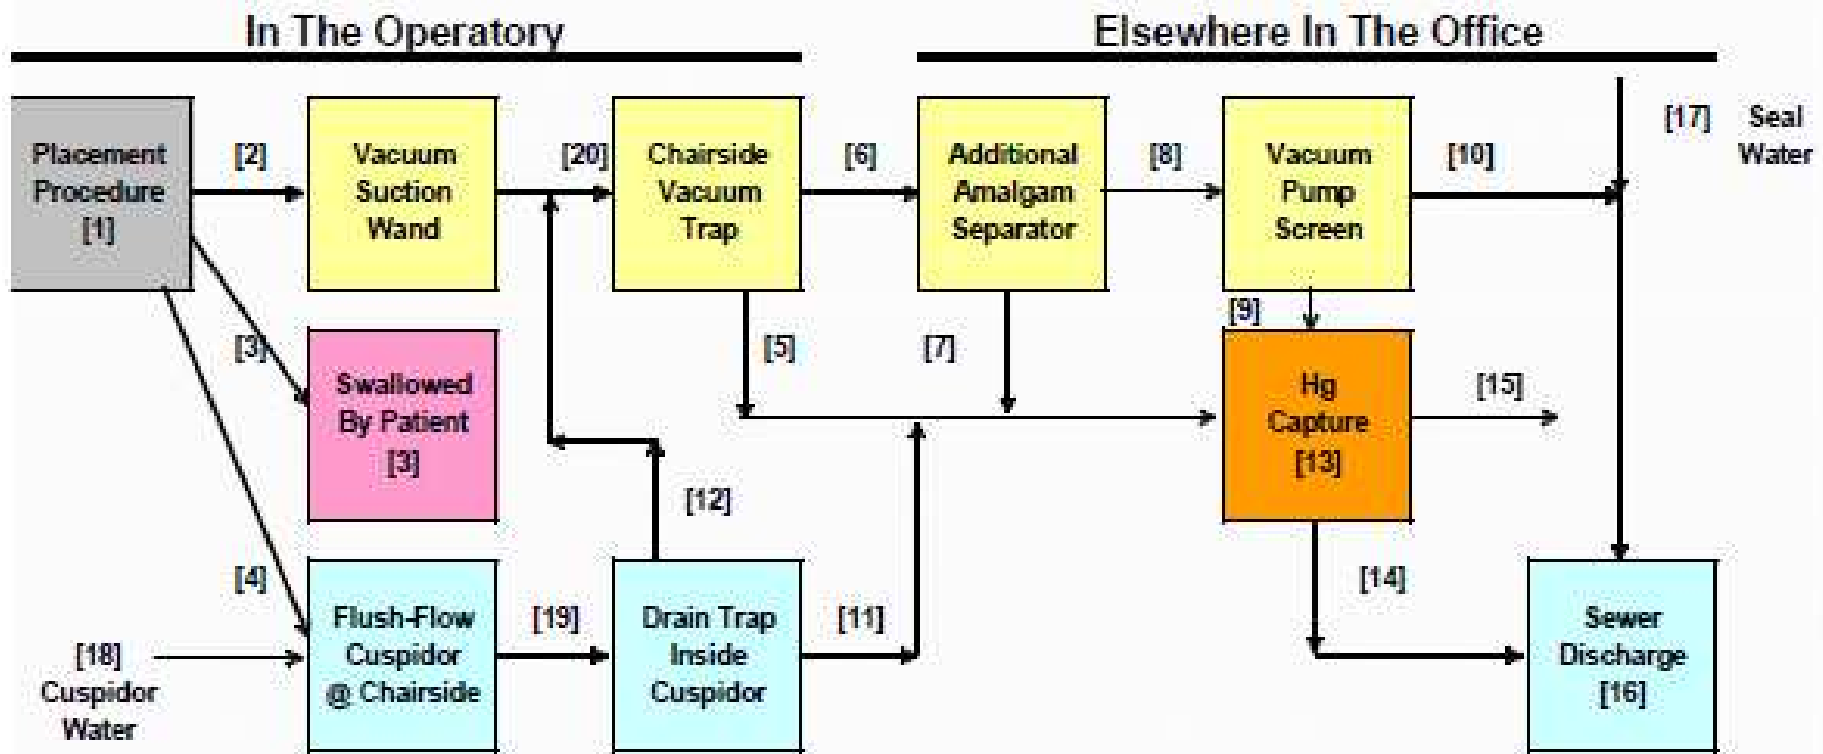 In The Operatory
Elsewhere In The Office
Placement
Procedure
[1]
[2]
Vacuum
Suction
Wand
[20]
Chairside
Vacuum
Trap
[6]
Additional
Amalgam
Separator
[8]
Vacuum
Pump
Screen
[10]
[17] Seal
Water
[3]
Swallowed
By Patient
[3]
[5]
[7]
[9]
Hg
Capture
[13]
[15]
[12]
[4]
[18]
Cuspidor
Water
Flush-Flow
Cuspidor
@ Chairside
[19]
Drain Trap
Inside
Cuspidor
[11]
[14]
Sewer
Discharge
[16]